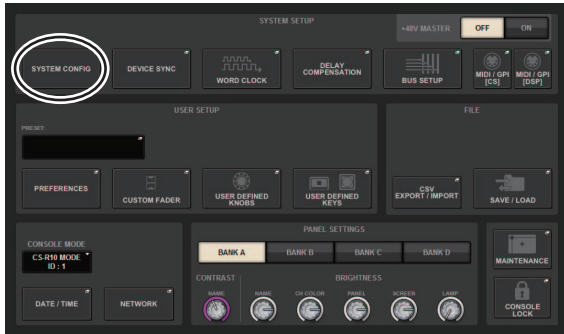 SYSTEM SETUP
+48V MASTER
OFF
ON
SYSTEM CONFIG
DEVICE SYNC
WORD CLOCK
DELAY
COMPENSATION
BUS SETUP
MIDI / GPI
[CS]
MIDI / GPI
[DSP]
USER SETUP
PRESET
PREFERENCES
CUSTOM FADER
USER DEFINED
KNOBS
USER DEFINED
KEYS
FILE
CSV
EXPORT / IMPORT
SAVE / LOAD
CONSOLE MODE
CS-R10 MODE
ID : 1
DATE / TIME
NETWORK
PANEL SETTINGS
BANK A
BANK B
BANK C
BANK D
CONTRAST
BRIGHTNESS
NAME
NAME
CH COLOR
PANEL
SCREEN
LAMP
MAINTENANCE
CONSOLE
LOCK